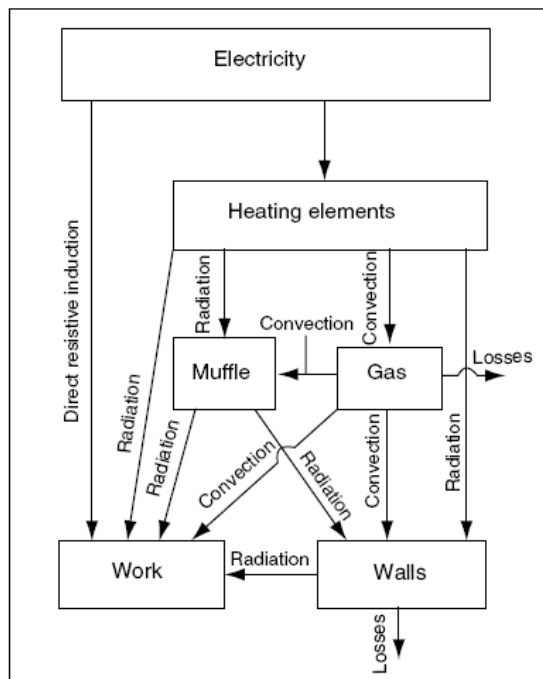 Electricity
Heating elements
Direct resistive induction
Radiation
Radiation
Convection
Radiation
Convection
Losses
Muffle
Gas
Radiation
Convection
Radiation
Convection
Work
Radiation
Walls
Losses